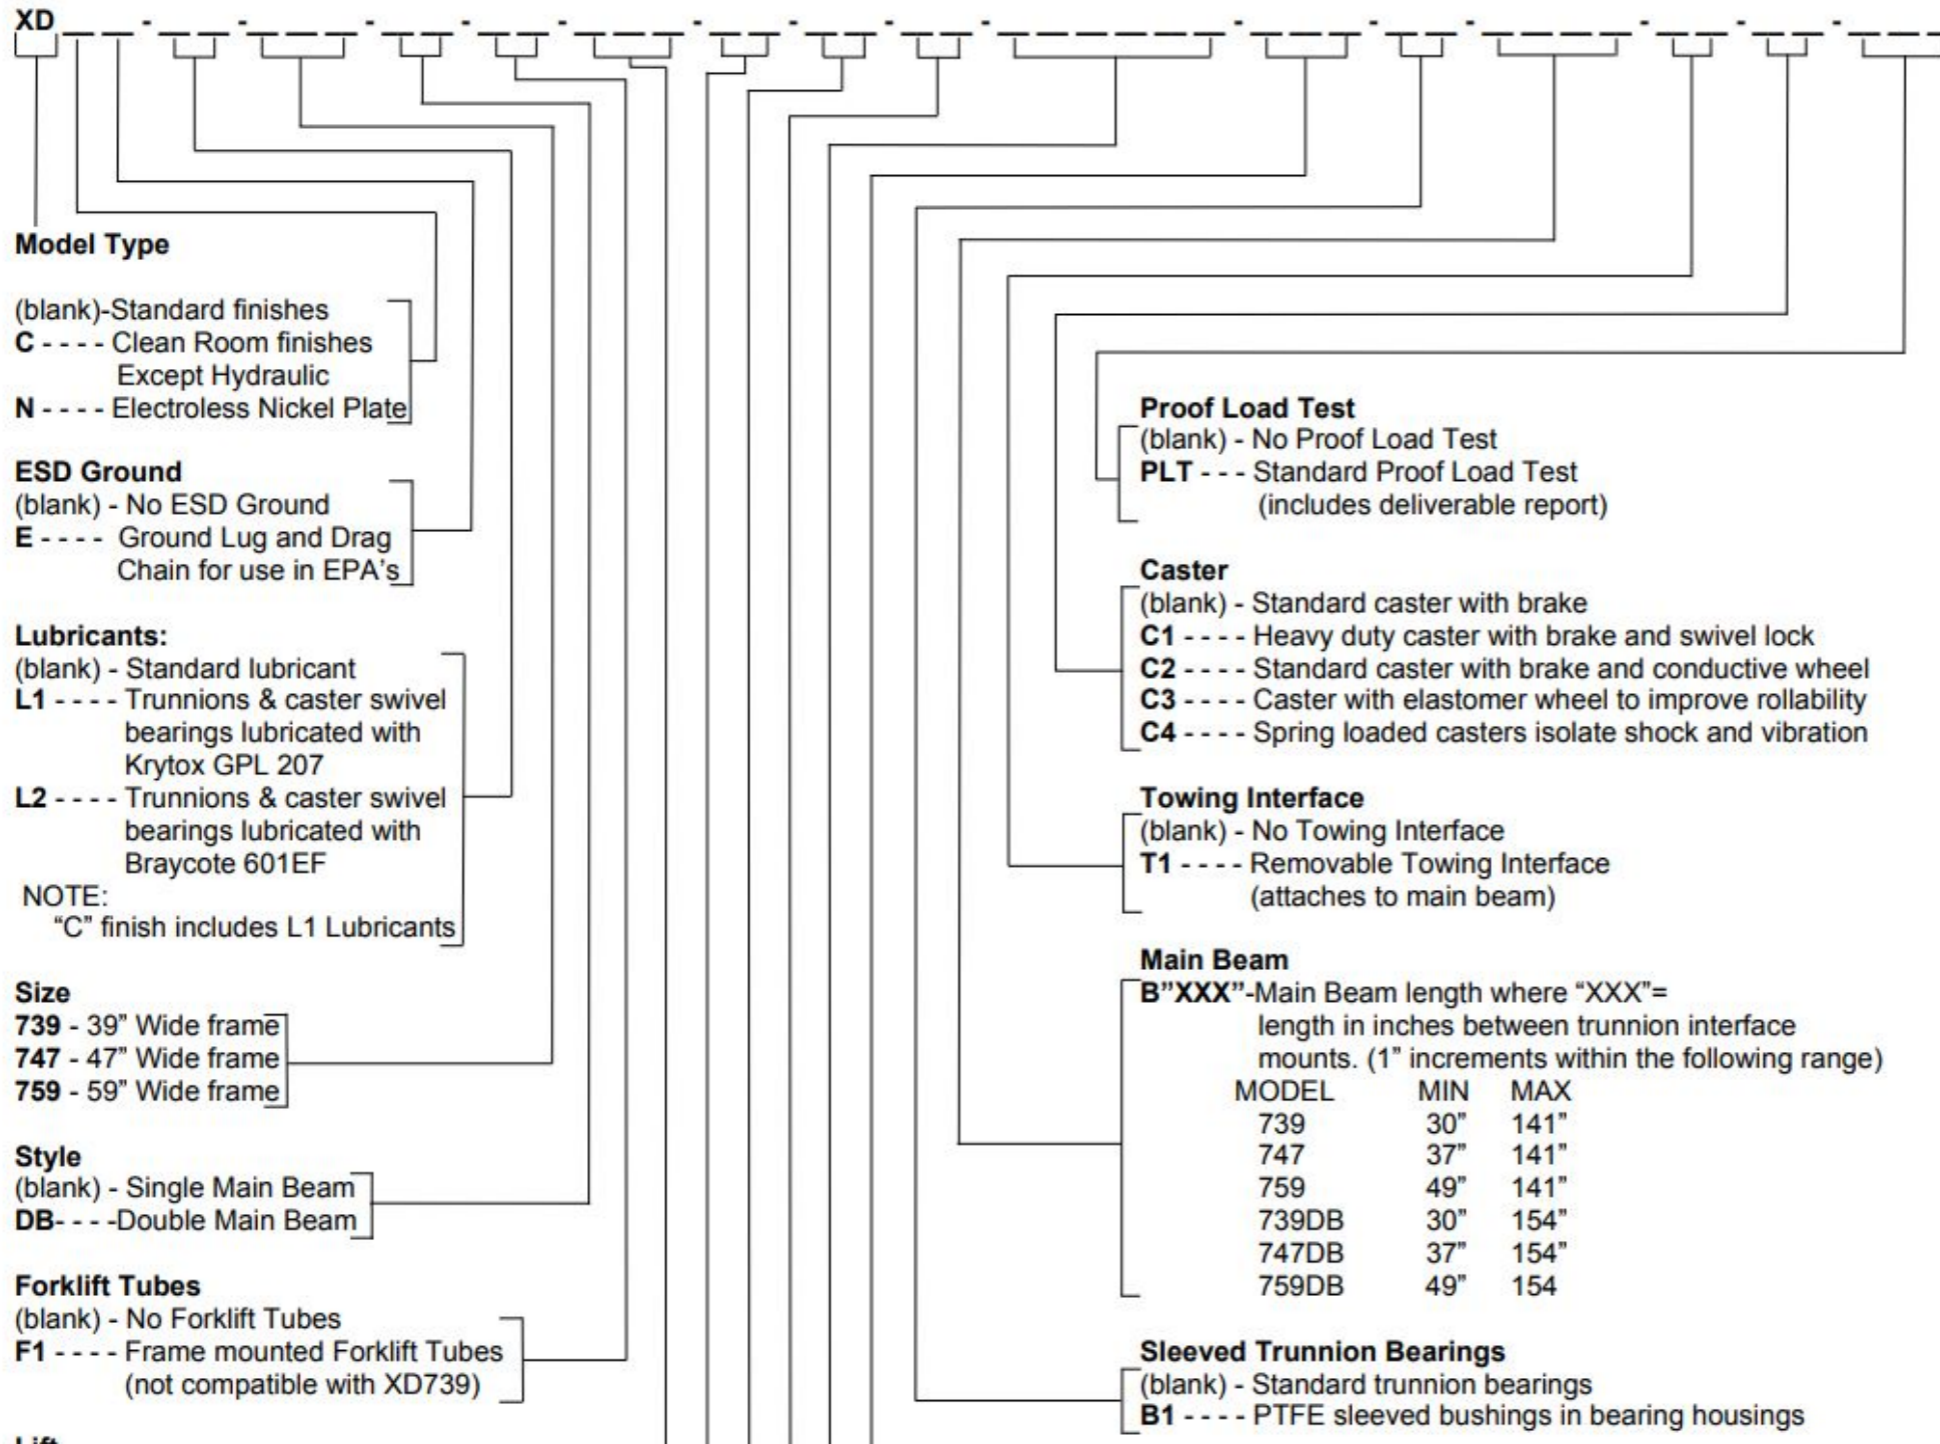 XD _ _ - _ _ - _ _ _ - _ _ - _ _ - _ _ _ - _ _ - _ _ - _ _ - _ _ _ _ _ _ - _ _ _ - _ _ - _ _ _ _ - _ _ - _ _ - _ _ _
Model Type
(blank)-Standard finishes
C - - - - Clean Room finishes
Except Hydraulic
N - - - - Electroless Nickel Plate
ESD Ground
(blank) - No ESD Ground
E - - - - Ground Lug and Drag
Chain for use in EPA’s
Lubricants:
(blank) - Standard lubricant
L1 - - - - Trunnions & caster swivel
bearings lubricated with
Krytox GPL 207
L2 - - - - Trunnions & caster swivel
bearings lubricated with
Braycote 601EF
NOTE:
“C” finish includes L1 Lubricants
Size
739 - 39” Wide frame
747 - 47” Wide frame
759 - 59” Wide frame
Style
(blank) - Single Main Beam
DB- - - -Double Main Beam
Forklift Tubes
(blank) - No Forklift Tubes
F1 - - - - Frame mounted Forklift Tubes
(not compatible with XD739)
Proof Load Test
(blank) - No Proof Load Test
PLT - - - Standard Proof Load Test
(includes deliverable report)
Caster
(blank) - Standard caster with brake
C1 - - - - Heavy duty caster with brake and swivel lock
C2 - - - - Standard caster with brake and conductive wheel
C3 - - - - Caster with elastomer wheel to improve rollability
C4 - - - - Spring loaded casters isolate shock and vibration
Towing Interface
(blank) - No Towing Interface
T1 - - - - Removable Towing Interface
(attaches to main beam)
Main Beam
B”XXX”-Main Beam length where “XXX”=
length in inches between trunnion interface
mounts. (1” increments within the following range)
MODEL MIN MAX
739 30” 141”
747 37” 141”
759 49” 141”
739DB 30” 154”
747DB 37” 154”
759DB 49” 154
Sleeved Trunnion Bearings
(blank) - Standard trunnion bearings
B1 - - - - PTFE sleeved bushings in bearing housings